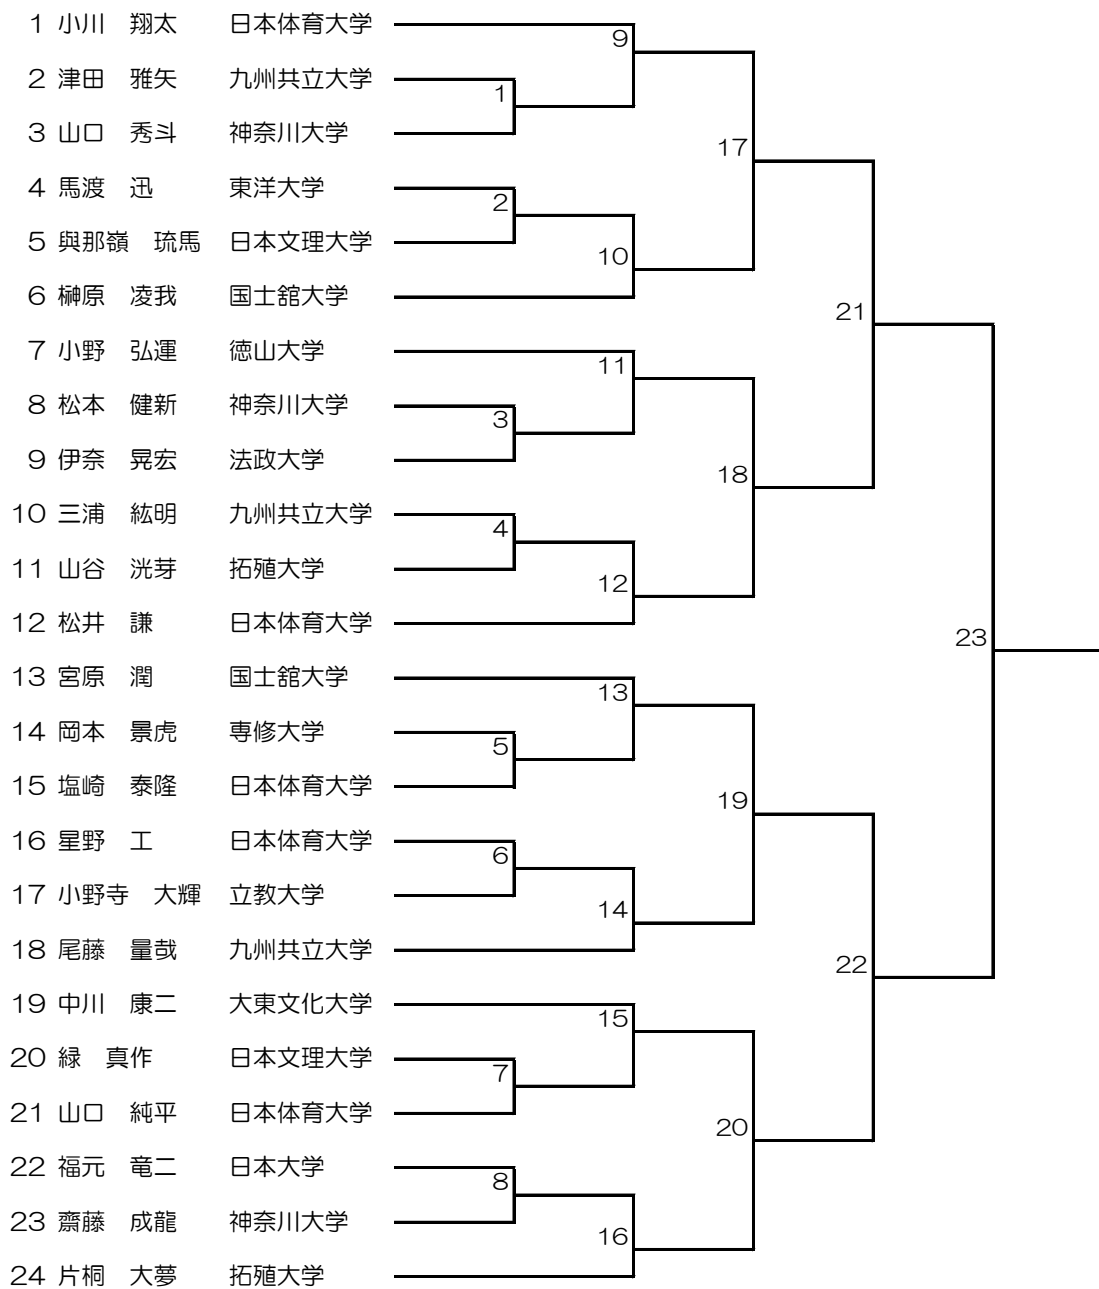 1 小川 翔太 日本体育大学
9
2 津田 雅矢 九州共立大学
1
3 山口 秀斗 神奈川大学
17
4 馬渡 迅 東洋大学
2
5 與那嶺 琉馬 日本文理大学
10
6 榊原 凌我 国士舘大学
21
7 小野 弘運 徳山大学
11
8 松本 健新 神奈川大学
3
9 伊奈 晃宏 法政大学
18
10 三浦 紘明 九州共立大学
4
11 山谷 洸芽 拓殖大学
12
12 松井 謙 日本体育大学
23
13 宮原 潤 国士舘大学
13
14 岡本 景虎 専修大学
5
15 塩崎 泰隆 日本体育大学
19
16 星野 工 日本体育大学
6
17 小野寺 大輝 立教大学
14
18 尾藤 量哉 九州共立大学
22
19 中川 康二 大東文化大学
15
20 緑 真作 日本文理大学
7
21 山口 純平 日本体育大学
20
22 福元 竜二 日本大学
8
23 齋藤 成龍 神奈川大学
16
24 片桐 大夢 拓殖大学